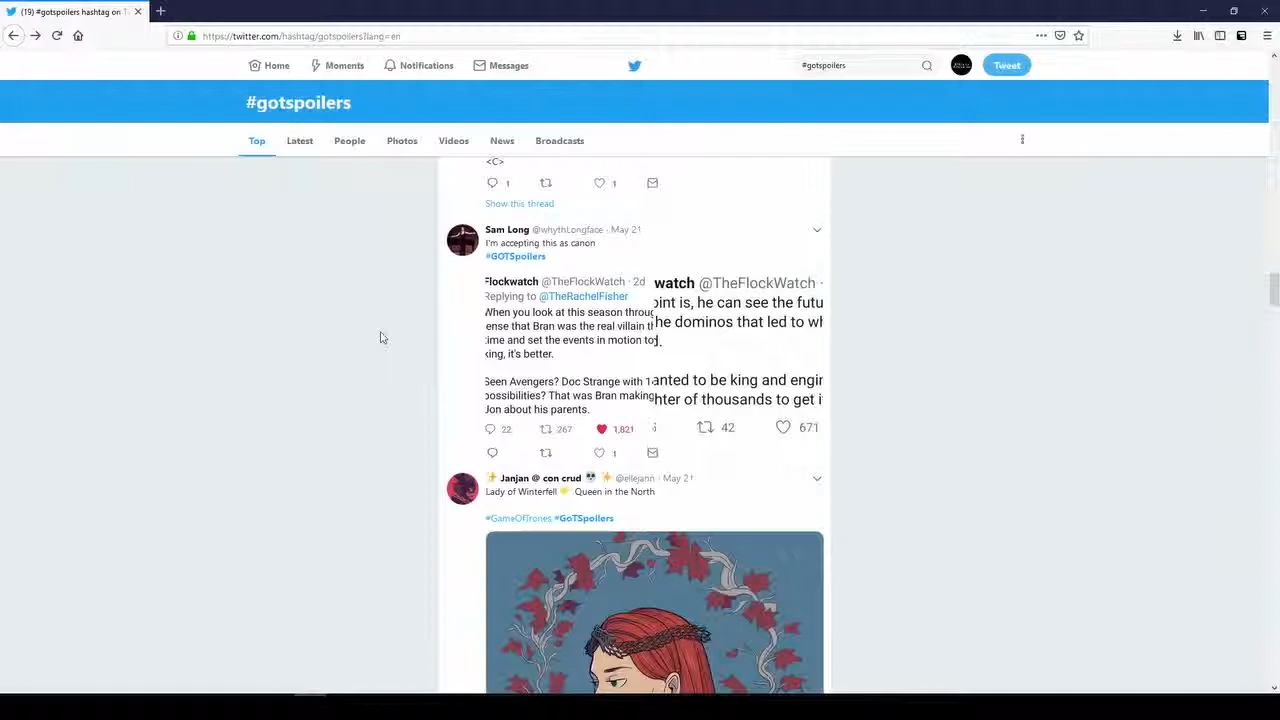 (19) #gotspoilers hashtag on
https://twitter.com/hashtag/gotspoilers?lang=en
Home Moments Notifications Messages #gotspoilers Tweet
#gotspoilers
Top Latest People Photos Videos News Broadcasts
<C>
1 1
Show this thread
Sam Long @whythLongface · May 21
I'm accepting this as canon
#GOTSpoilers
Flockwatch @TheFlockWatch · 2d
Replying to @TheRachelFisher
When you look at this season throug
sense that Bran was the real villain th
time and set the events in motion to
king, it's better.
Seen Avengers? Doc Strange with 14
possibilities? That was Bran making
Jon about his parents.
22 267 1,821
watch @TheFlockWatch ·
oint is, he can see the futu
he dominos that led to wh
d.
anted to be king and engin
hter of thousands to get i
42 671
1
Janjan @ con crud @ellejann · May 21
Lady of Winterfell Queen in the North
#GameOfTrones #GoTSpoilers